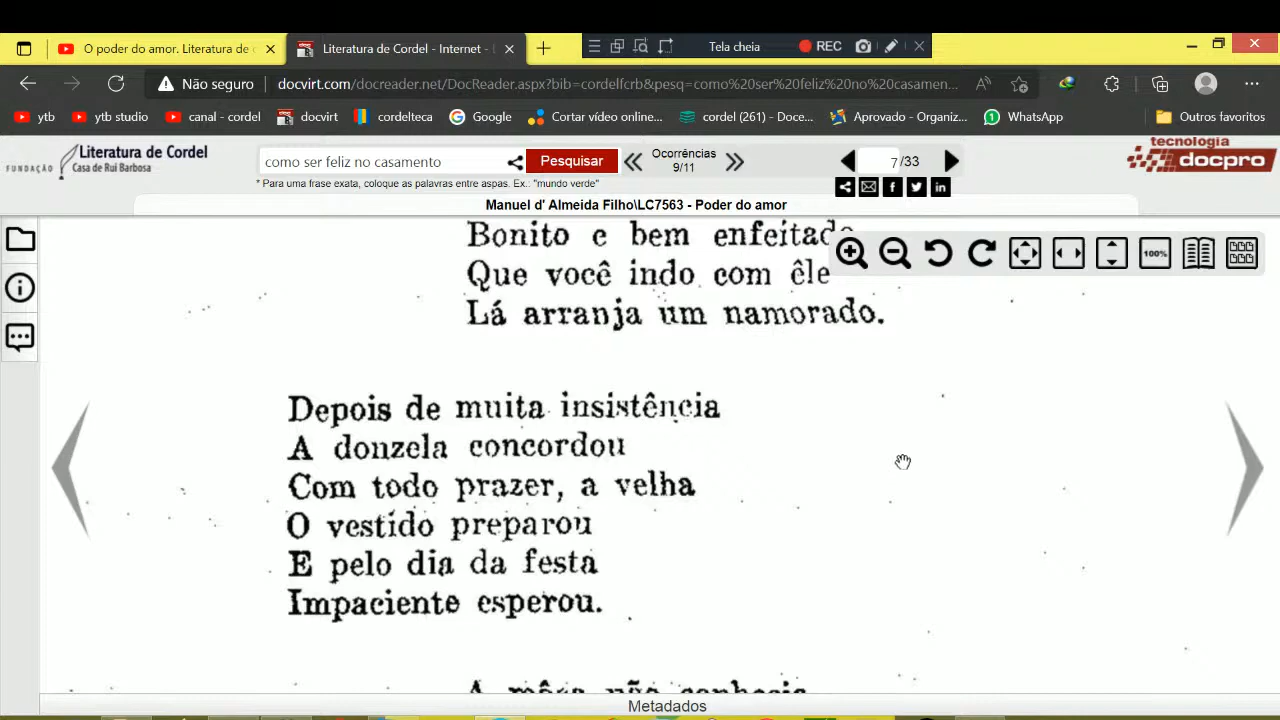 O poder do amor. Literatura de
Literatura de Cordel - Internet - L
Tela cheia
REC
Não seguro
docvirt.com/docreader.net/DocReader.aspx?bib=cordelfcrb&pesq=como%20ser%20feliz%20no%20casamen...
ytb
ytb studio
canal - cordel
docvirt
cordelteca
Google
Cortar vídeo online...
cordel (261) - Doce...
Aprovado - Organiz...
WhatsApp
Outros favoritos
FUNDAÇÃO
Literatura de Cordel
Casa de Rui Barbosa
como ser feliz no casamento
Pesquisar
Ocorrências
9/11
7 /33
tecnologia
docpro
* Para uma frase exata, coloque as palavras entre aspas. Ex.: "mundo verde"
Manuel d' Almeida Filho\LC7563 - Poder do amor
100%
Bonito e bem enfeitado
Que você indo com êle
Lá arranja um namorado.
Depois de muita insistência
A donzela concordou
Com todo prazer, a velha
O vestído preparou
E pelo dia da festa
Impaciente esperou.
A môça não conhecia
Metadados